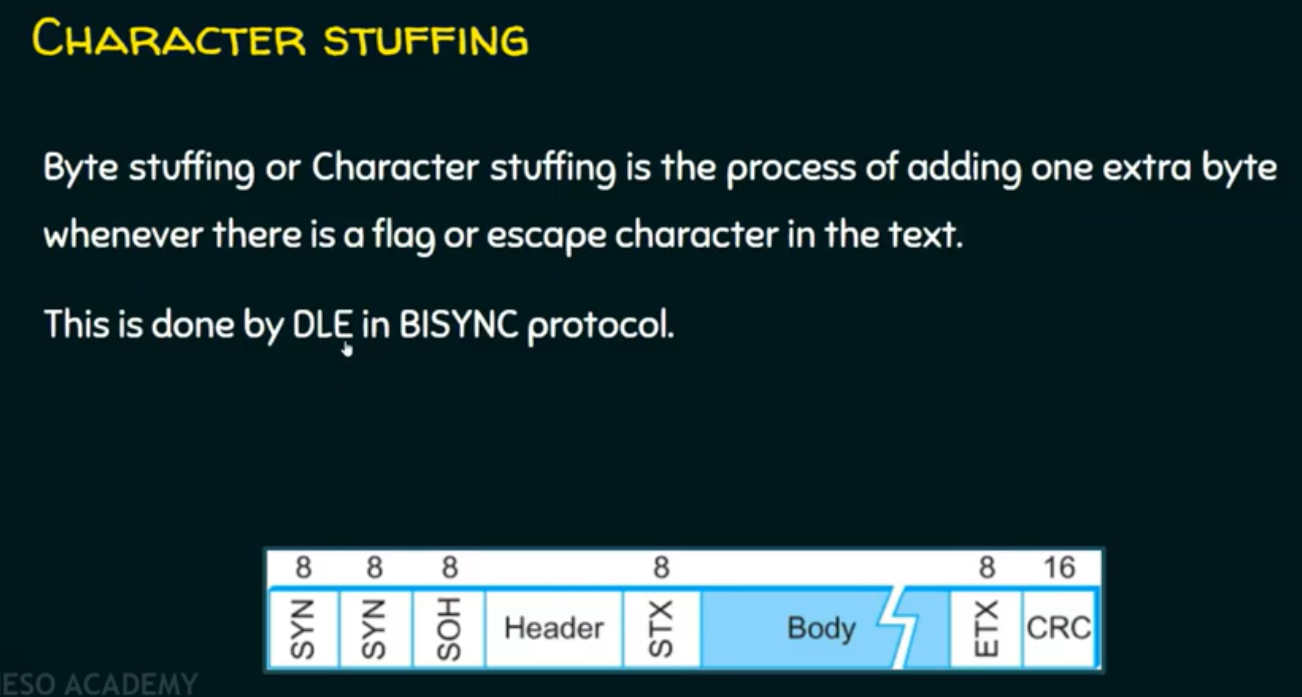 CHARACTER STUFFING
Byte stuffing or Character stuffing is the process of adding one extra byte
whenever there is a flag or escape character in the text.
This is done by DLE in BISYNC protocol.
8 8 8 8 8 16
SYN SYN SOH Header STX Body ETX CRC
ESO ACADEMY